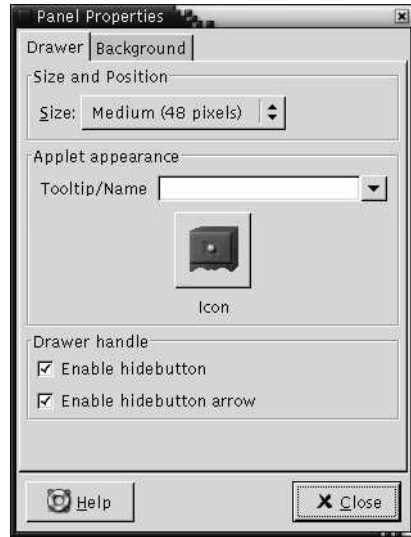 Panel Properties
Drawer Background
Size and Position
Size: Medium (48 pixels)
Applet appearance
Tooltip/Name
Icon
Drawer handle
Enable hidebutton
Enable hidebutton arrow
Help Close